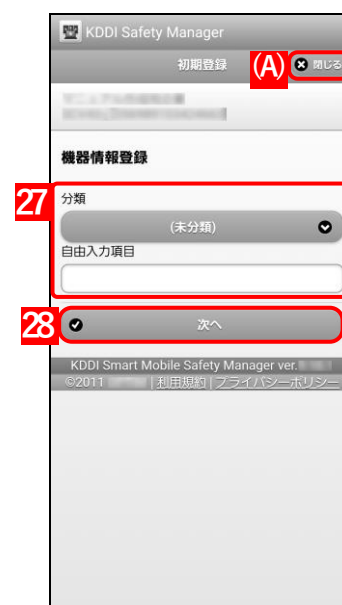 KDDI Safety Manager
初期登録
(A)
閉じる
機器情報登録
27
分類
(未分類)
自由入力項目
28
次へ
KDDI Smart Mobile Safety Manager ver.
©2011 | 利用規約 | プライバシーポリシー